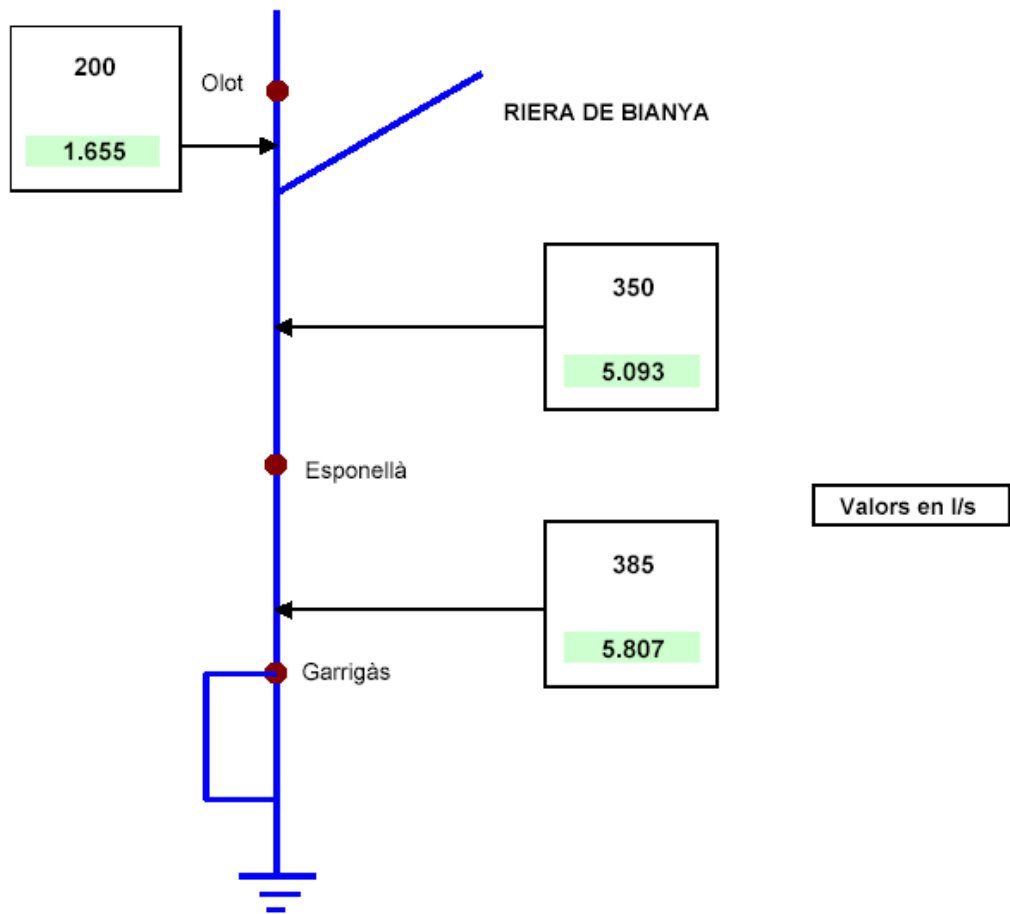 200
1.655
Olot
RIERA DE BIANYA
350
5.093
Esponellà
Valors en l/s
385
5.807
Garrigàs